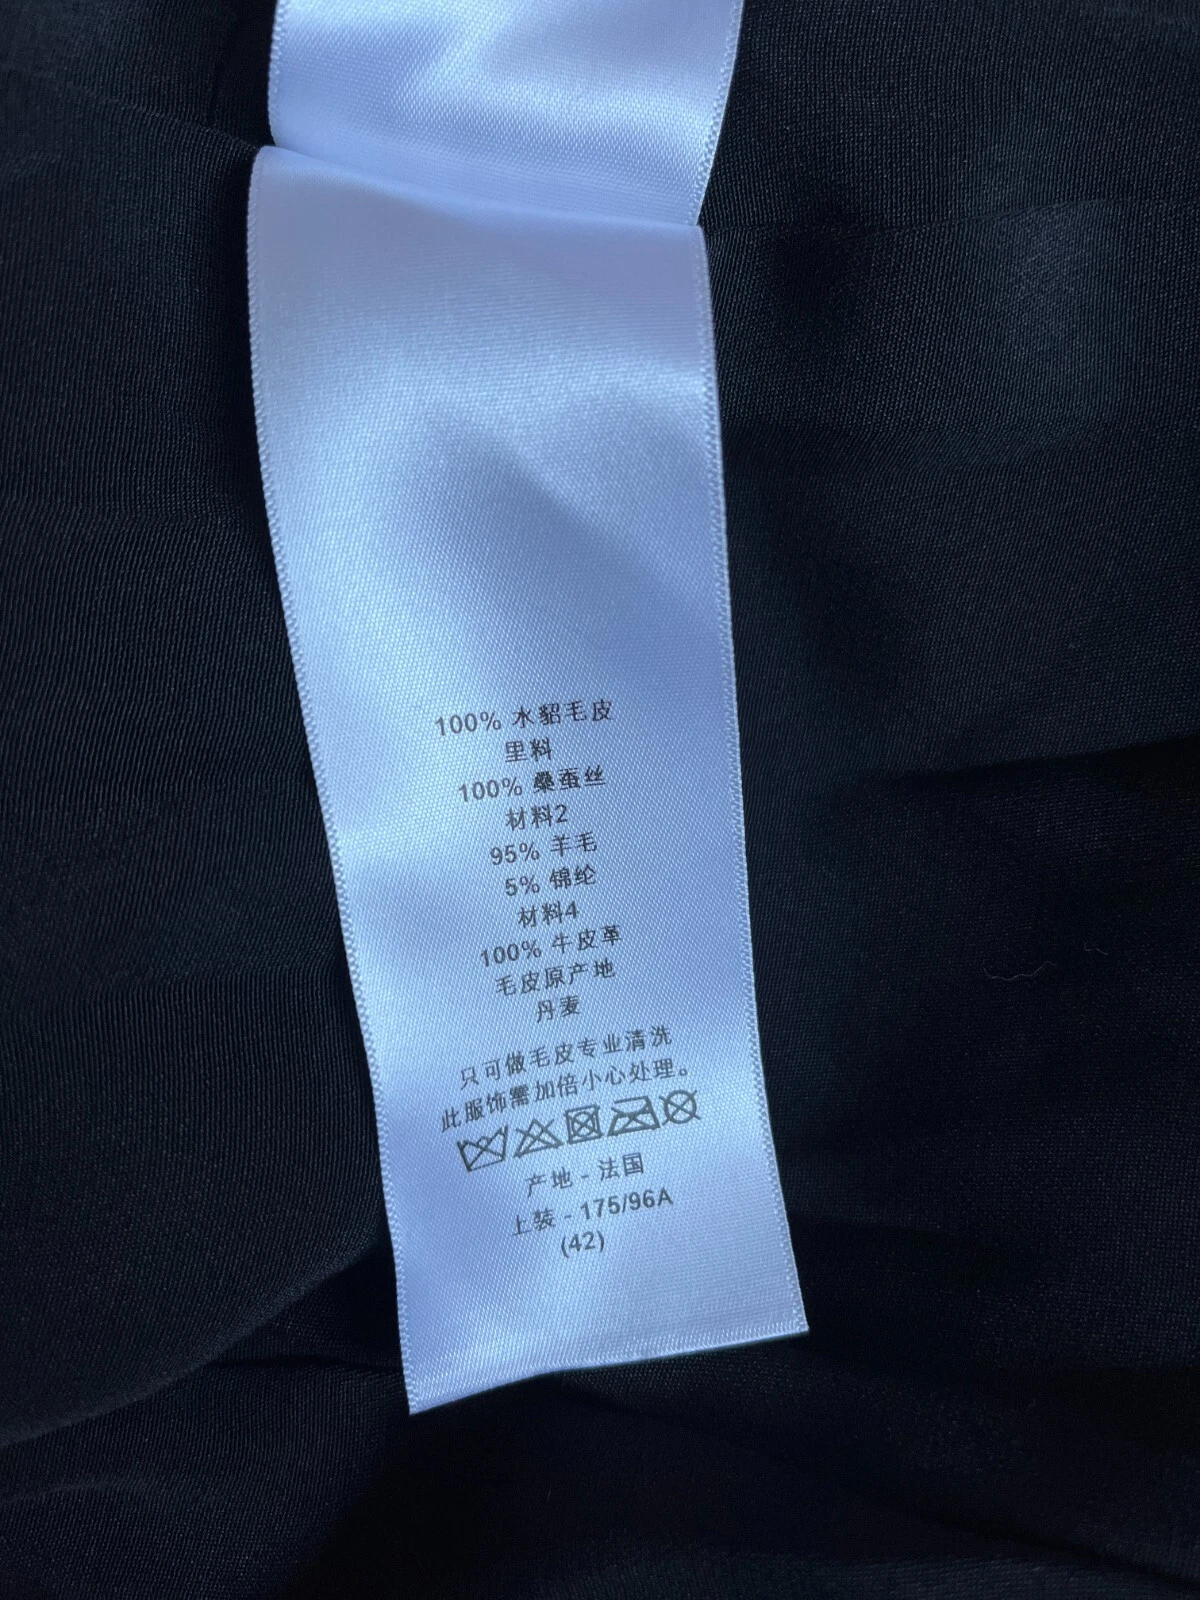 100% 水貂毛皮
里料
100% 桑蚕丝
材料2
95% 羊毛
5% 锦纶
材料4
100% 牛皮革
毛皮原产地
丹麦
只可做毛皮专业清洗
此服饰需加倍小心处理。
产地 - 法国
上装 - 175/96A
(42)